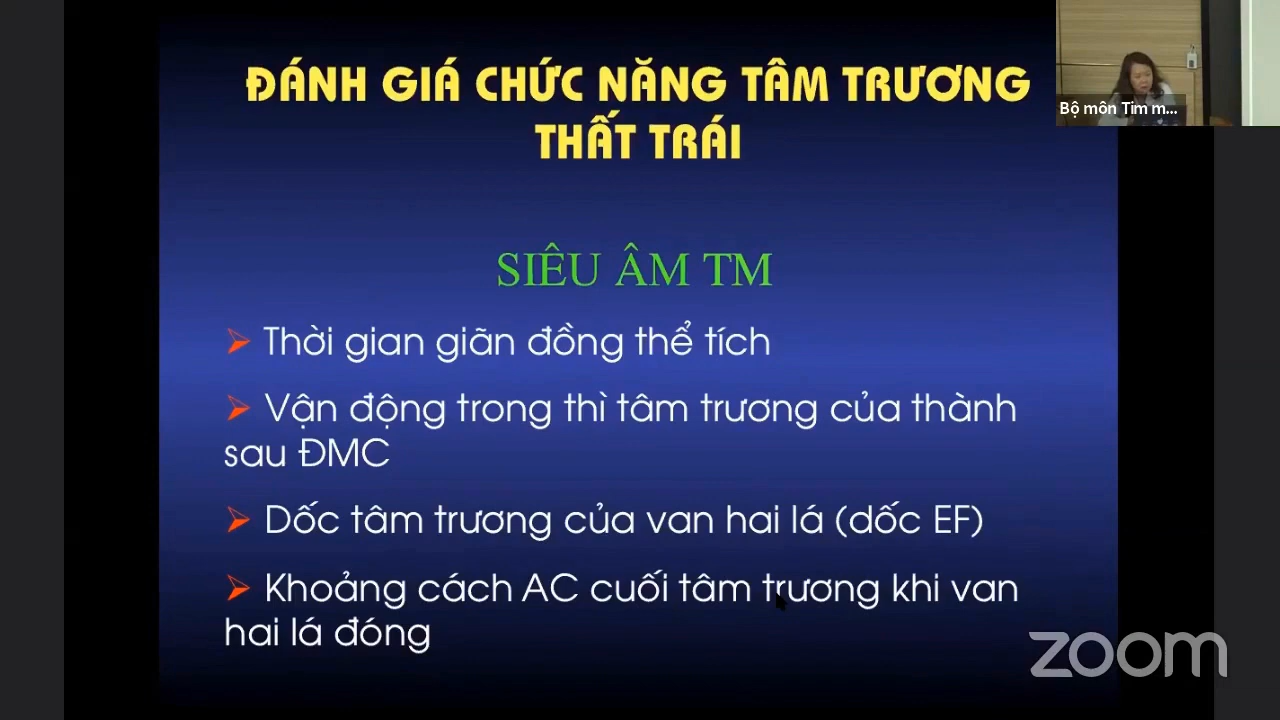 ĐÁNH GIÁ CHỨC NĂNG TÂM TRƯƠNG
THẤT TRÁI
Bộ môn Tim m...
SIÊU ÂM TM
Thời gian giãn đồng thể tích
Vận động trong thì tâm trương của thành
sau ĐMC
Dốc tâm trương của van hai lá (dốc EF)
Khoảng cách AC cuối tâm trương khi van
hai lá đóng
zoom